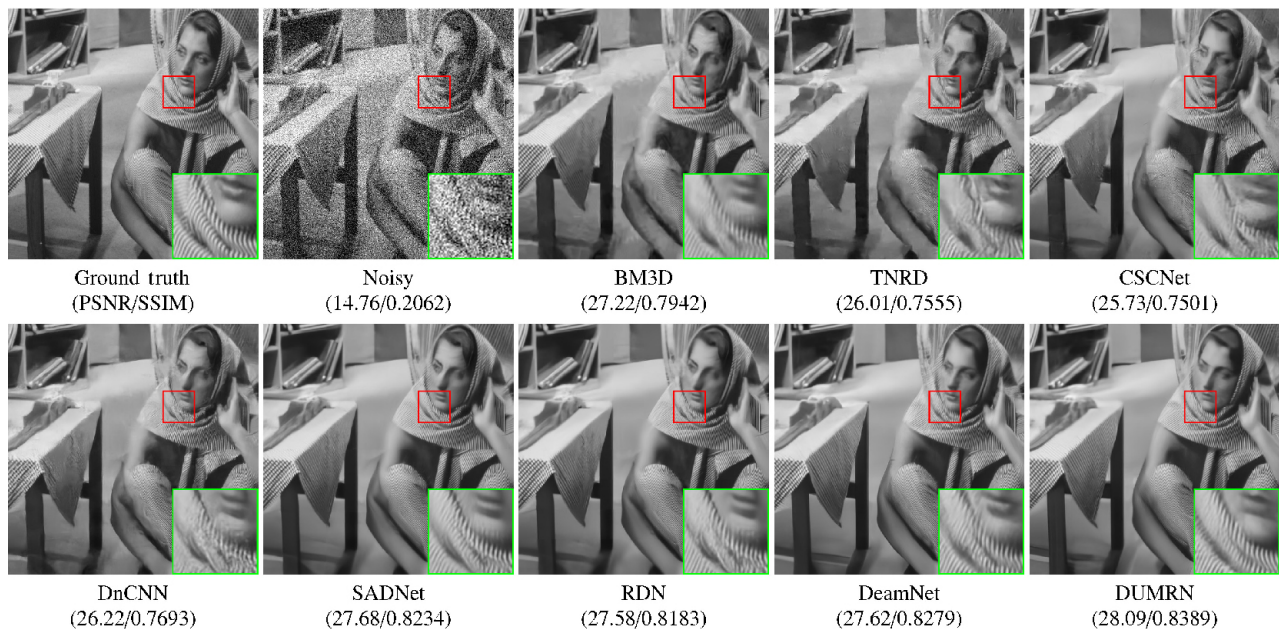 Ground truth
(PSNR/SSIM)
Noisy
(14.76/0.2062)
BM3D
(27.22/0.7942)
TNRD
(26.01/0.7555)
CSCNet
(25.73/0.7501)
DnCNN
(26.22/0.7693)
SADNet
(27.68/0.8234)
RDN
(27.58/0.8183)
DeamNet
(27.62/0.8279)
DUMRN
(28.09/0.8389)